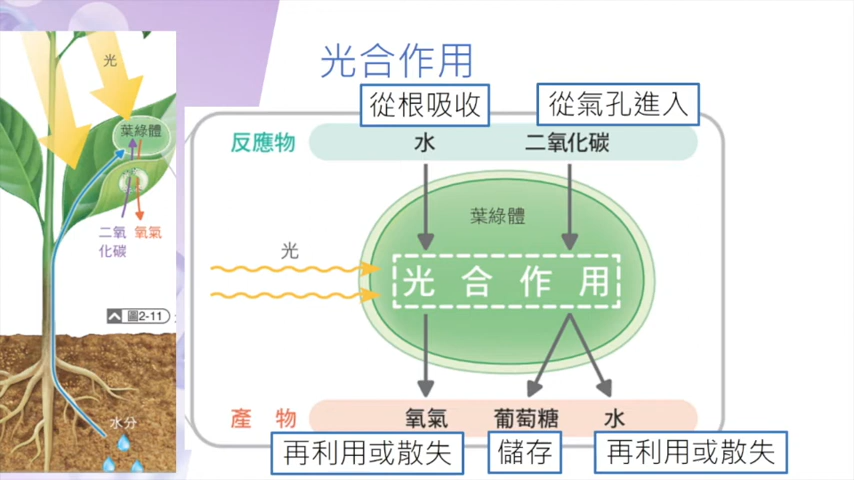 光合作用
光
葉綠體
二氧
化碳
氧氣
圖2-11
水分
從根吸收
從氣孔進入
反應物
水
二氧化碳
葉綠體
光
光合作用
產物
氧氣
葡萄糖
水
再利用或散失
儲存
再利用或散失